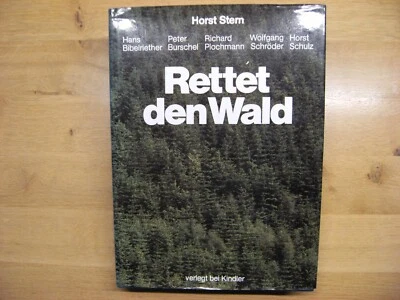 Horst Stern
Hans Peter Richard Wolfgang Horst
Bibelriether Burschel Plochmann Schröder Schulz
Rettet
den Wald
verlegt bei Kindler